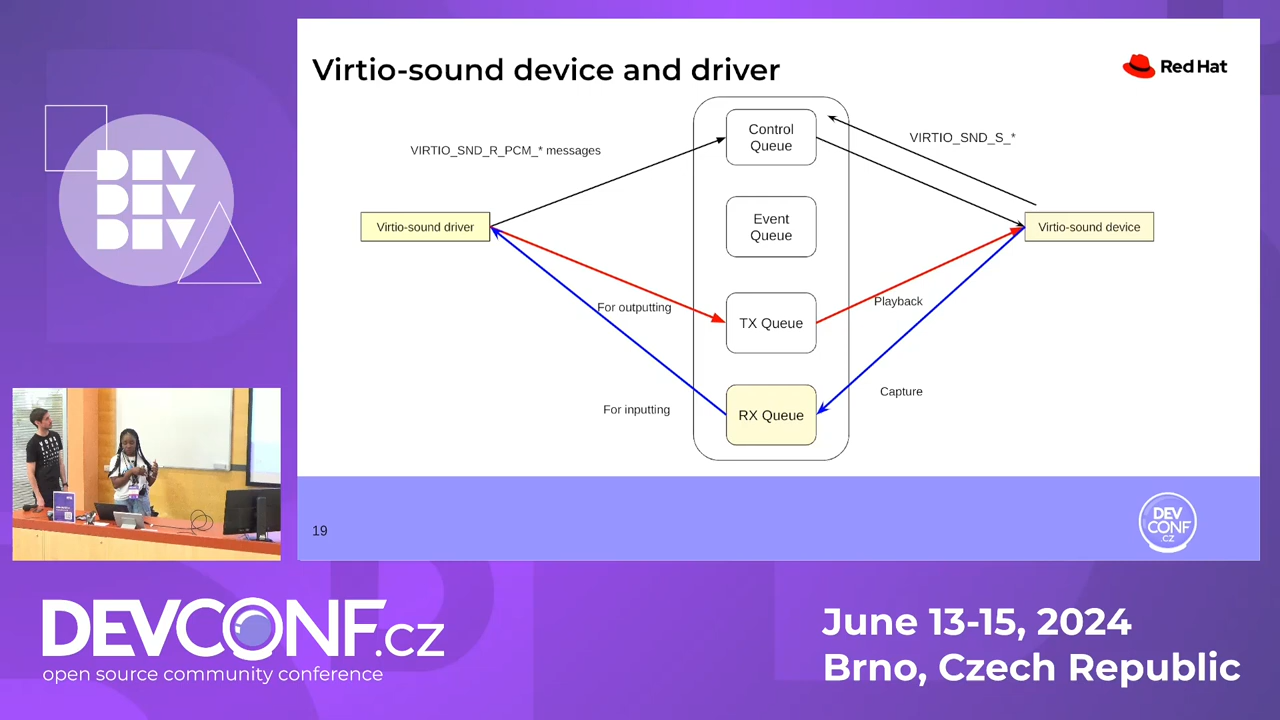 Virtio-sound device and driver
Red Hat
Control
Queue
VIRTIO_SND_R_PCM_* messages
VIRTIO_SND_S_*
Event
Queue
Virtio-sound driver
Virtio-sound device
For outputting
TX Queue
Playback
For inputting
RX Queue
Capture
19
DEV
CONF
.CZ
DEV
DEV
DEV
DEVCONF.cz
open source community conference
June 13-15, 2024
Brno, Czech Republic